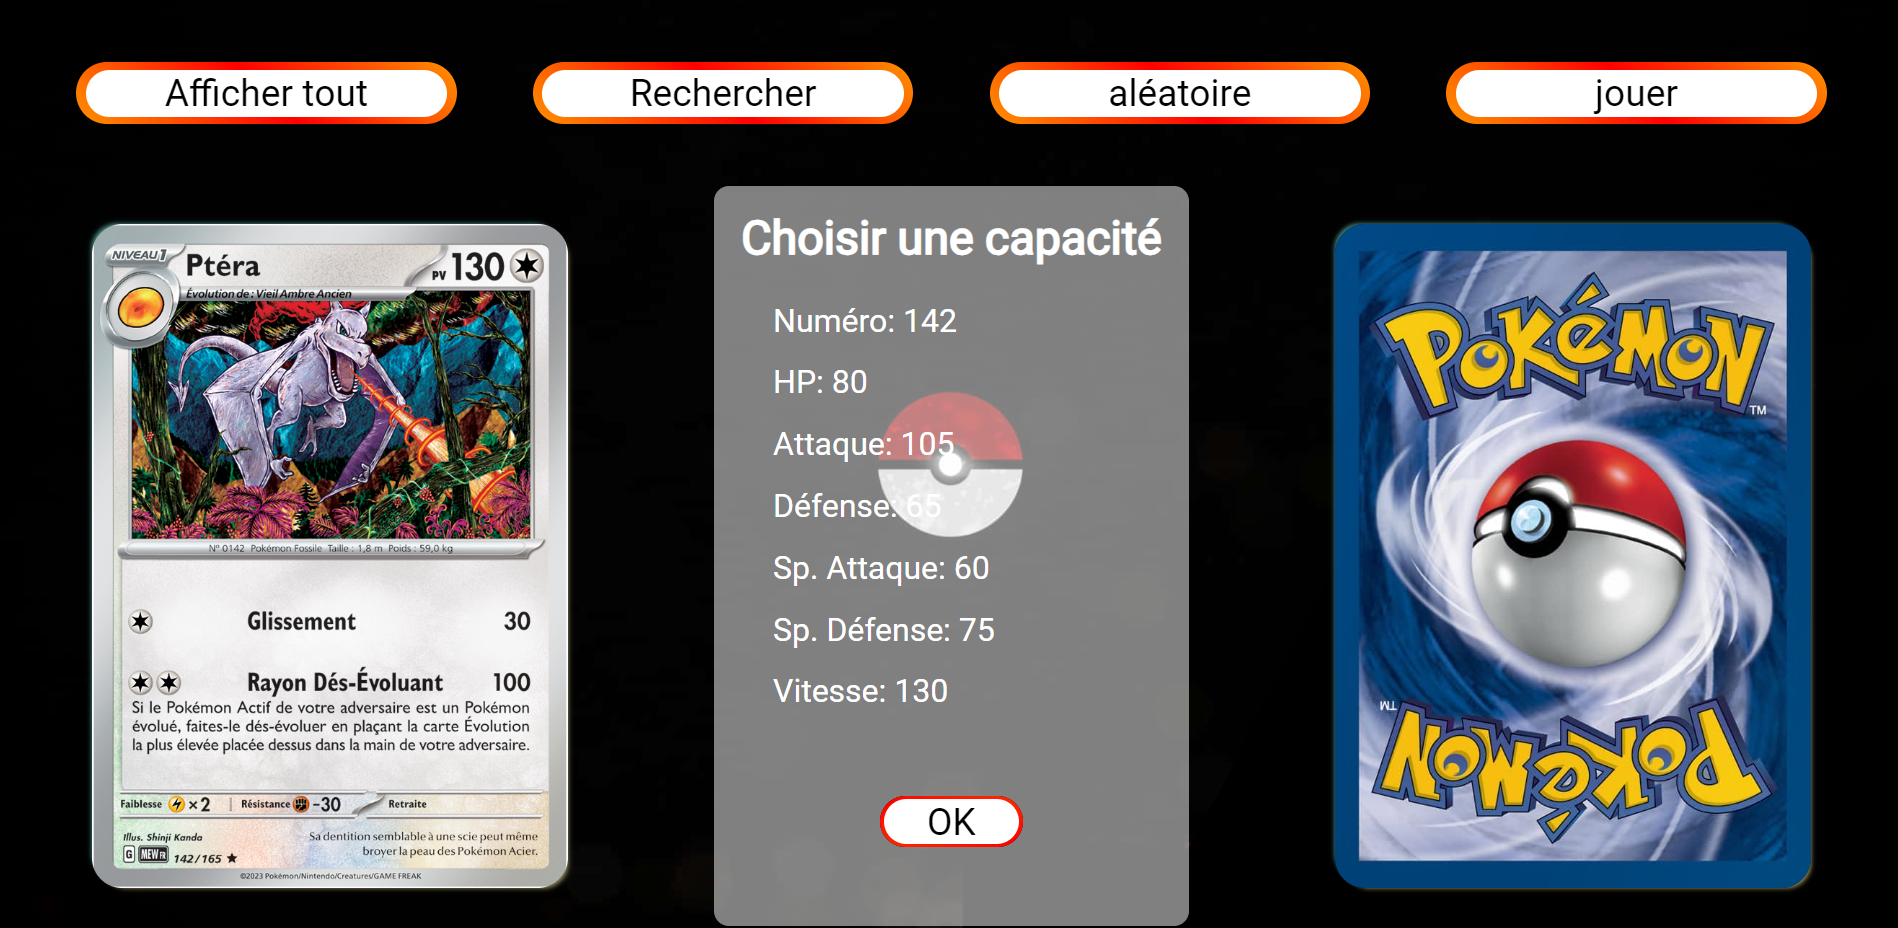 Afficher tout
Rechercher
aléatoire
jouer
NIVEAU 1
Ptéra
PV 130
Évolution de : Vieil Ambre Ancien
N° 0142 Pokémon Fossile Taille : 1,8 m Poids : 59,0 kg
Glissement 30
Rayon Dés-Évoluant 100
Si le Pokémon Actif de votre adversaire est un Pokémon
évolué, faites-le dés-évoluer en plaçant la carte Évolution
la plus élevée placée dessus dans la main de votre adversaire.
Faiblesse ×2 Résistance -30 Retraite
Illus. Shinji Kanda
G MEW FR 142/165 ★
Sa dentition semblable à une scie peut même
broyer la peau des Pokémon Acier.
©2023 Pokémon/Nintendo/Creatures/GAME FREAK
Choisir une capacité
Numéro: 142
HP: 80
Attaque: 105
Défense: 65
Sp. Attaque: 60
Sp. Défense: 75
Vitesse: 130
OK
POKéMON
TM
TM
POKéMON